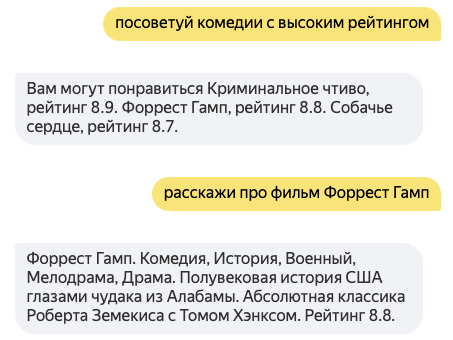 посоветуй комедии с высоким рейтингом
Вам могут понравиться Криминальное чтиво,
рейтинг 8.9. Форрест Гамп, рейтинг 8.8. Собачье
сердце, рейтинг 8.7.
расскажи про фильм Форрест Гамп
Форрест Гамп. Комедия, История, Военный,
Мелодрама, Драма. Полувековая история США
глазами чудака из Алабамы. Абсолютная классика
Роберта Земекиса с Томом Хэнксом. Рейтинг 8.8.